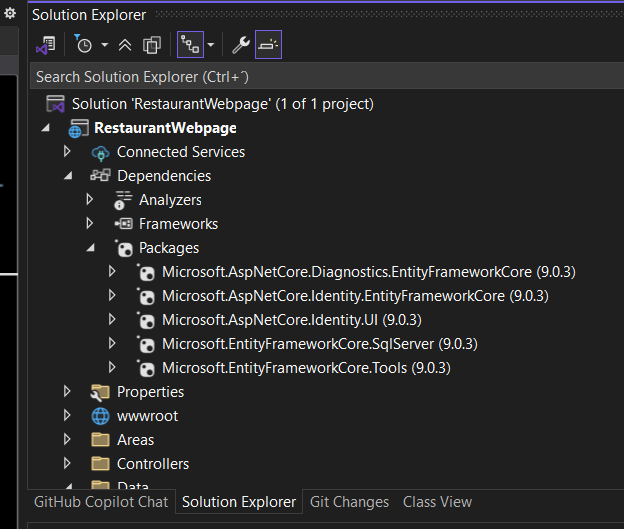 Solution Explorer
Search Solution Explorer (Ctrl+´)
Solution 'RestaurantWebpage' (1 of 1 project)
RestaurantWebpage
Connected Services
Dependencies
Analyzers
Frameworks
Packages
Microsoft.AspNetCore.Diagnostics.EntityFrameworkCore (9.0.3)
Microsoft.AspNetCore.Identity.EntityFrameworkCore (9.0.3)
Microsoft.AspNetCore.Identity.UI (9.0.3)
Microsoft.EntityFrameworkCore.SqlServer (9.0.3)
Microsoft.EntityFrameworkCore.Tools (9.0.3)
Properties
wwwroot
Areas
Controllers
Data
GitHub Copilot Chat Solution Explorer Git Changes Class View